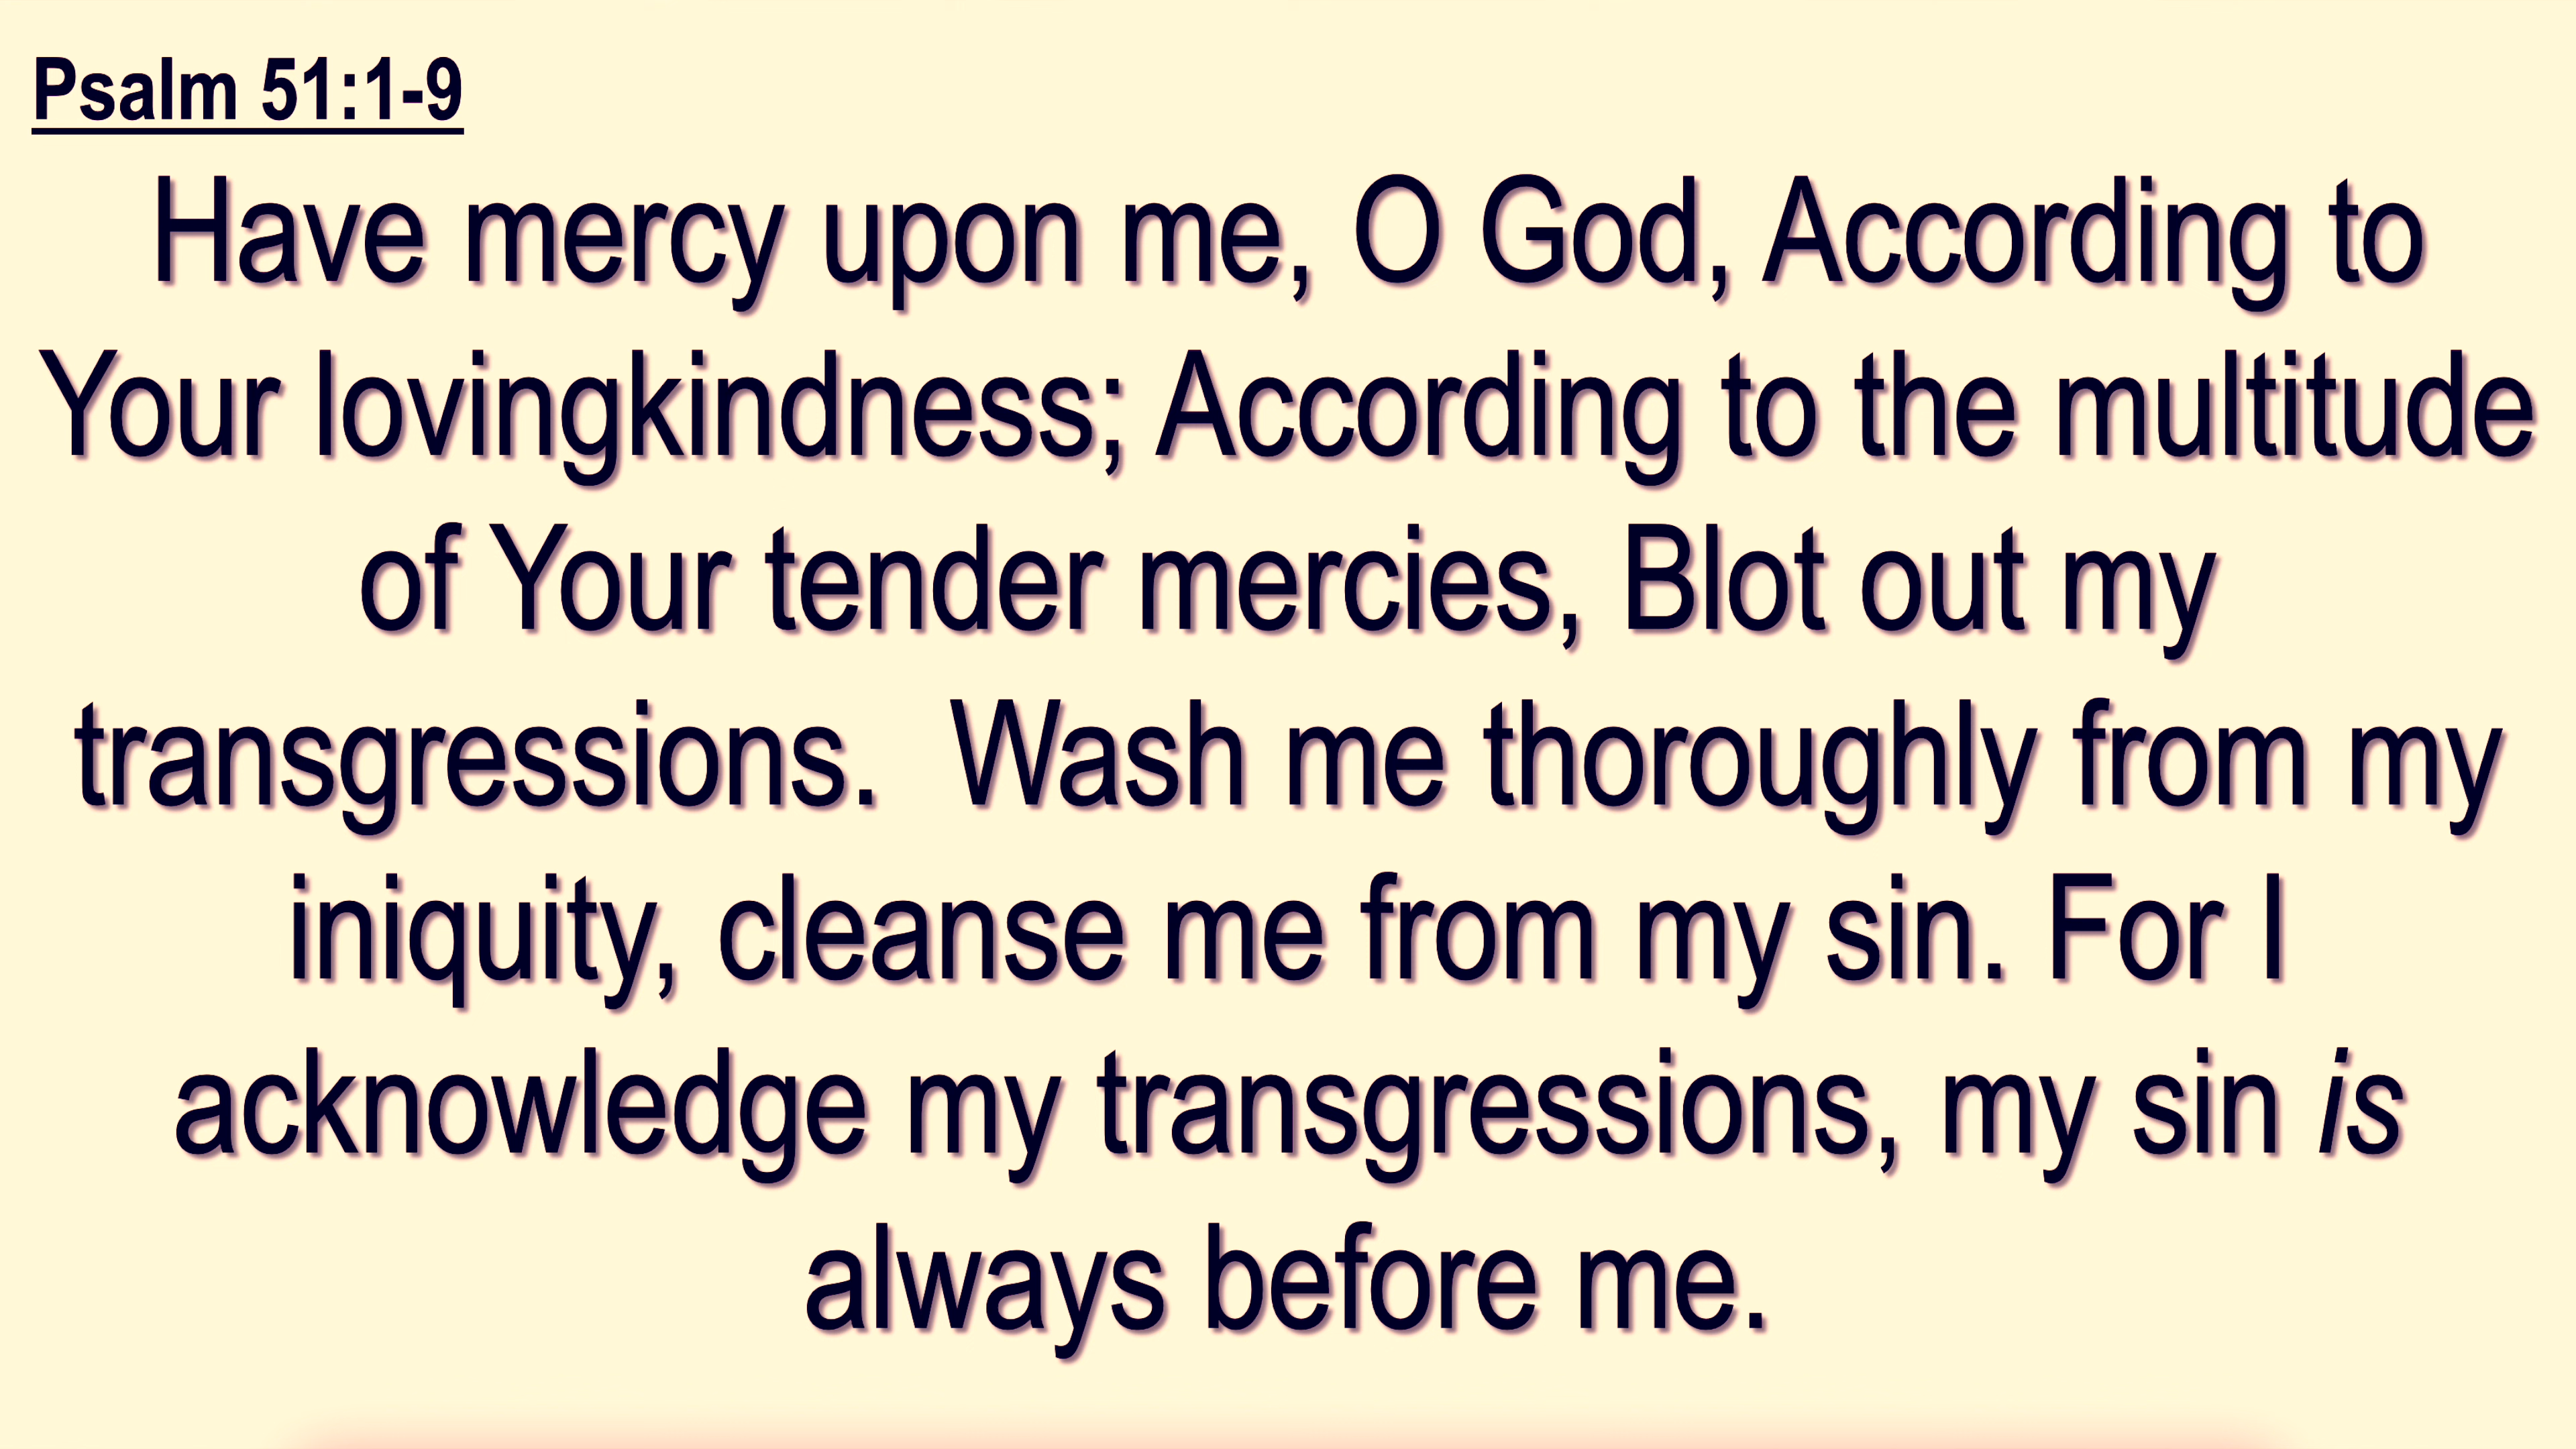 Psalm 51:1-9
Have mercy upon me, O God, According to
Your lovingkindness; According to the multitude
of Your tender mercies, Blot out my
transgressions.  Wash me thoroughly from my
iniquity, cleanse me from my sin. For I
acknowledge my transgressions, my sin is
always before me.